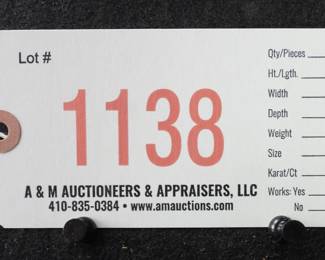 Lot #
1138
A & M AUCTIONEERS & APPRAISERS, LLC
410-835-0384 • www.amauctions.com
Qty/Pieces
Ht./Lgth.
Width
Depth
Weight
Size
Karat/Ct
Works: Yes
No